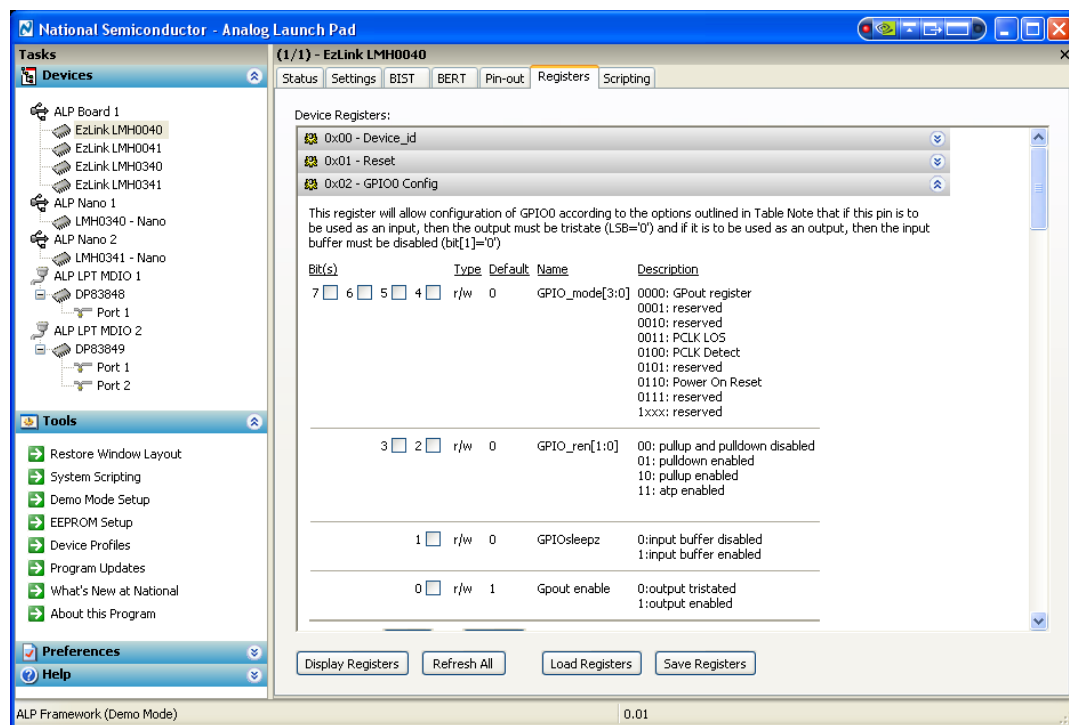 National Semiconductor - Analog Launch Pad
Tasks
Devices
ALP Board 1
EzLink LMH0040
EzLink LMH0041
EzLink LMH0340
EzLink LMH0341
ALP Nano 1
LMH0340 - Nano
ALP Nano 2
LMH0341 - Nano
ALP LPT MDIO 1
DP83848
Port 1
ALP LPT MDIO 2
DP83849
Port 1
Port 2
Tools
Restore Window Layout
System Scripting
Demo Mode Setup
EEPROM Setup
Device Profiles
Program Updates
What's New at National
About this Program
Preferences
Help
(1/1) - EzLink LMH0040
Status Settings BIST BERT Pin-out Registers Scripting
Device Registers:
0x00 - Device_id
0x01 - Reset
0x02 - GPIO0 Config
This register will allow configuration of GPIO0 according to the options outlined in Table Note that if this pin is to
be used as an input, then the output must be tristate (LSB='0') and if it is to be used as an output, then the input
buffer must be disabled (bit[1]='0')
Bit(s) Type Default Name Description
7 6 5 4 r/w 0 GPIO_mode[3:0] 0000: GPout register
0001: reserved
0010: reserved
0011: PCLK LOS
0100: PCLK Detect
0101: reserved
0110: Power On Reset
0111: reserved
1xxx: reserved
3 2 r/w 0 GPIO_ren[1:0] 00: pullup and pulldown disabled
01: pulldown enabled
10: pullup enabled
11: atp enabled
1 r/w 0 GPIOsleepz 0:input buffer disabled
1:input buffer enabled
0 r/w 1 Gpout enable 0:output tristated
1:output enabled
Display Registers Refresh All Load Registers Save Registers
ALP Framework (Demo Mode) 0.01